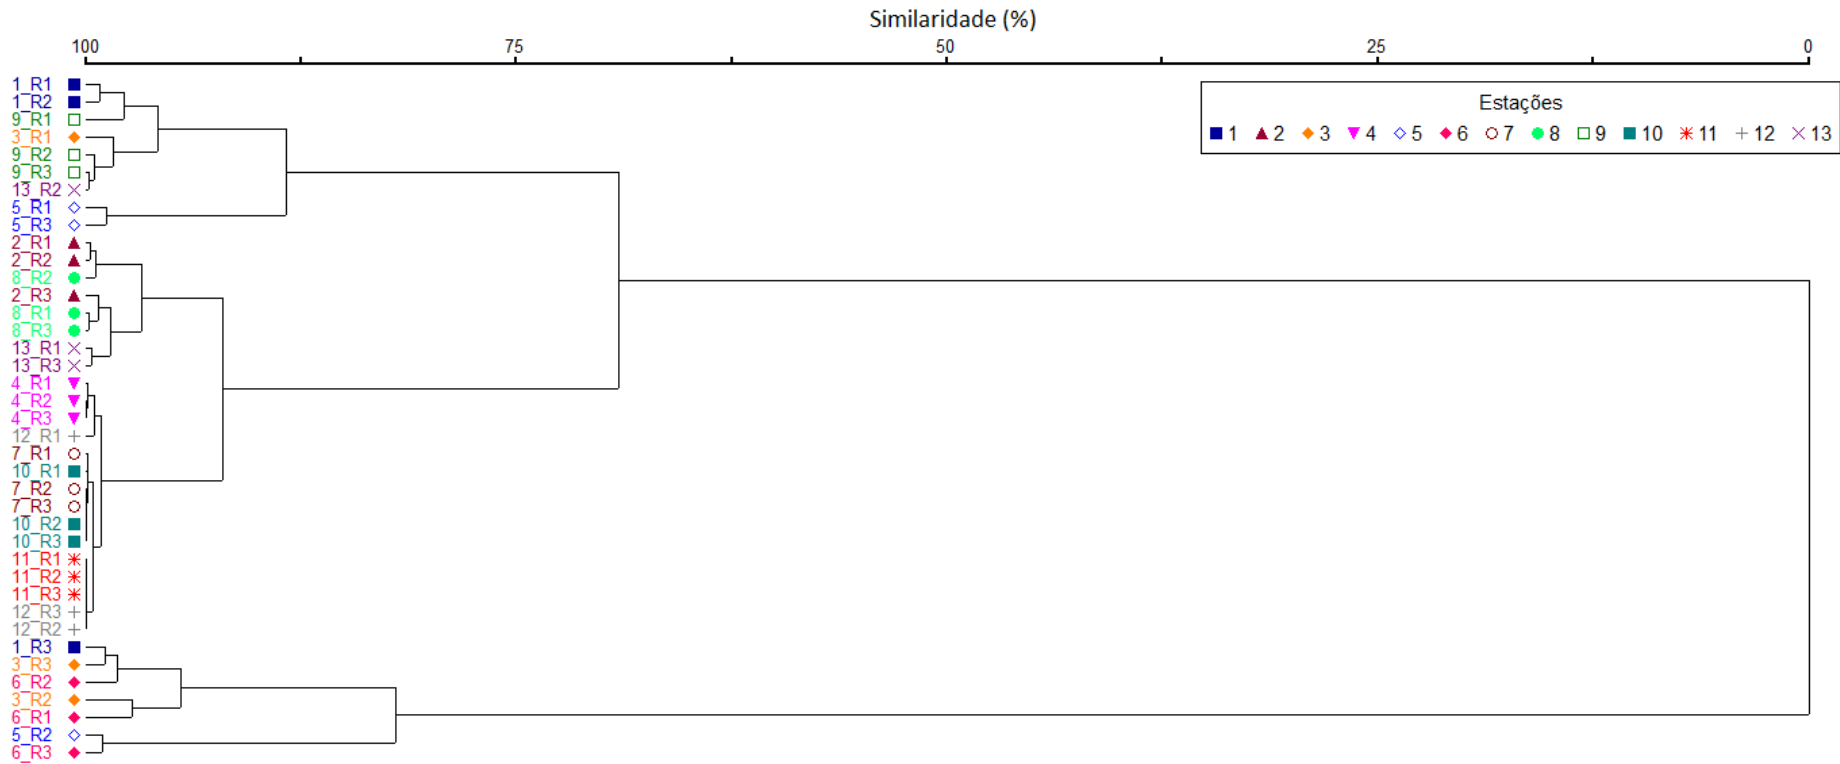 Similaridade (%)
100 75 50 25 0
Estações
1 2 3 4 5 6 7 8 9 10 11 12 13
1_R1
1_R2
9_R1
3_R1
9_R2
9_R3
13_R2
5_R1
5_R3
2_R1
2_R2
8_R2
2_R3
8_R1
8_R3
13_R1
13_R3
4_R1
4_R2
4_R3
12_R1
7_R1
10_R1
7_R2
7_R3
10_R2
10_R3
11_R1
11_R2
11_R3
12_R3
12_R2
1_R3
3_R3
6_R2
3_R2
6_R1
5_R2
6_R3